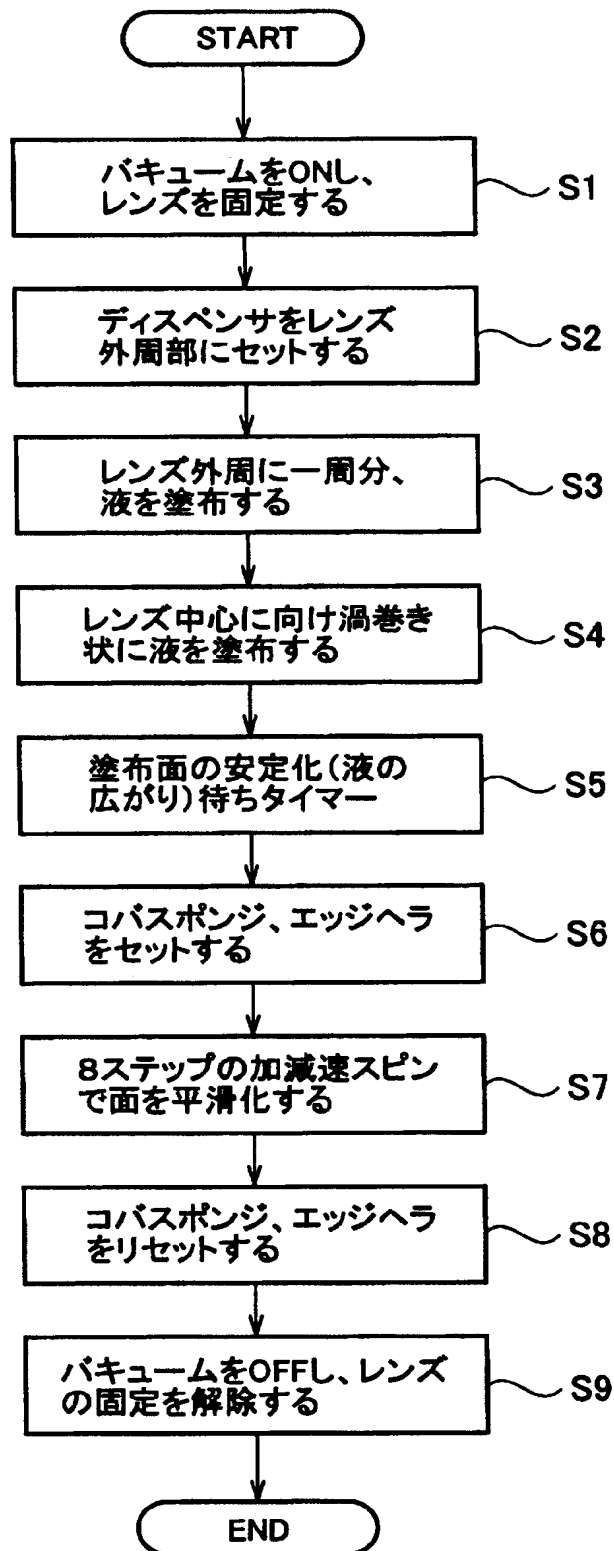 START
バキュームをONし、
レンズを固定する
S1
ディスペンサをレンズ
外周部にセットする
S2
レンズ外周に一周分、
液を塗布する
S3
レンズ中心に向け渦巻き
状に液を塗布する
S4
塗布面の安定化(液の
広がり)待ちタイマー
S5
コバスポンジ、エッジヘラ
をセットする
S6
8ステップの加減速スピン
で面を平滑化する
S7
コバスポンジ、エッジヘラ
をリセットする
S8
バキュームをOFFし、レンズ
の固定を解除する
S9
END